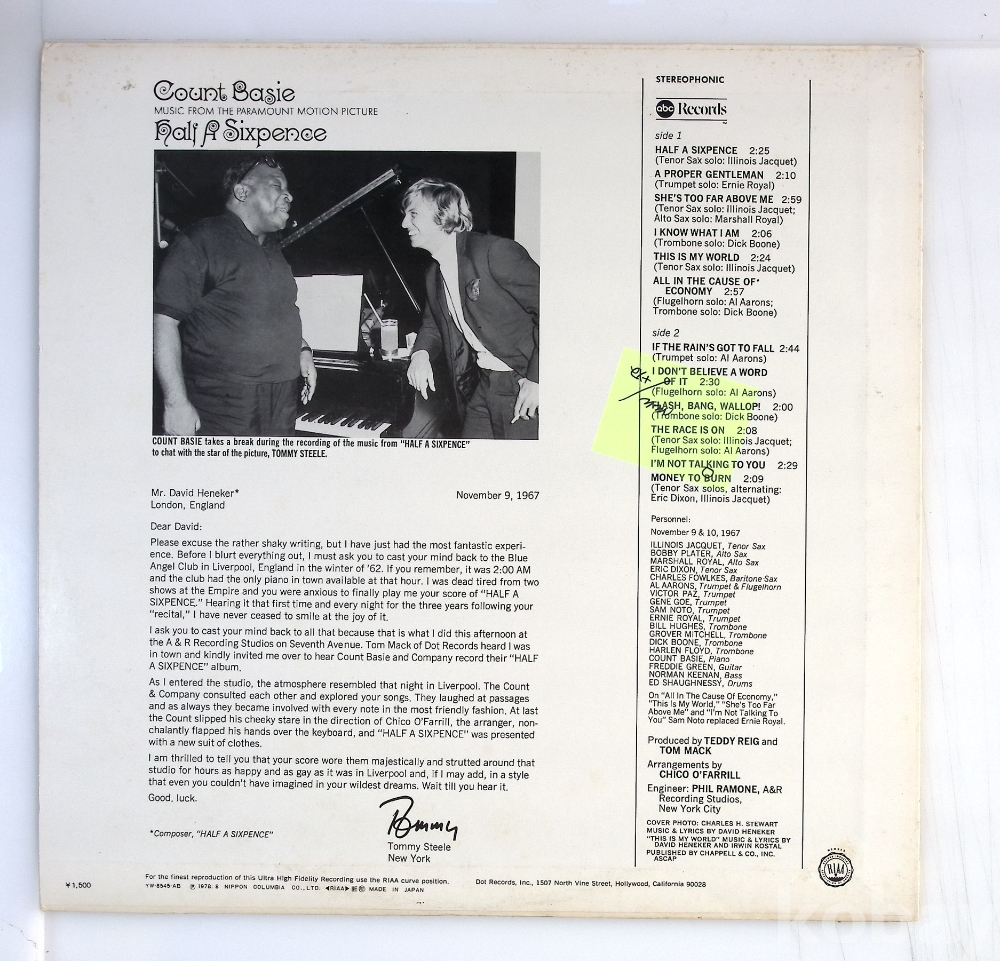 Count Basie
MUSIC FROM THE PARAMOUNT MOTION PICTURE
Half A Sixpence
COUNT BASIE takes a break during the recording of the music from "HALF A SIXPENCE"
to chat with the star of the picture, TOMMY STEELE.
Mr. David Heneker*
London, England
November 9, 1967
Dear David:
Please excuse the rather shaky writing, but I have just had the most fantastic experi-
ence. Before I blurt everything out, I must ask you to cast your mind back to the Blue
Angel Club in Liverpool, England in the winter of '62. If you remember, it was 2:00 AM
and the club had the only piano in town available at that hour. I was dead tired from two
shows at the Empire and you were anxious to finally play me your score of "HALF A
SIXPENCE." Hearing it that first time and every night for the three years following your
"recital," I have never ceased to smile at the joy of it.
I ask you to cast your mind back to all that because that is what I did this afternoon at
the A & R Recording Studios on Seventh Avenue. Tom Mack of Dot Records heard I was
in town and kindly invited me over to hear Count Basie and Company record their "HALF
A SIXPENCE" album.
As I entered the studio, the atmosphere resembled that night in Liverpool. The Count
& Company consulted each other and explored your songs. They laughed at passages
and as always they became involved with every note in the most friendly fashion. At last
the Count slipped his cheeky stare in the direction of Chico O'Farrill, the arranger, non-
chalantly flapped his hands over the keyboard, and "HALF A SIXPENCE" was presented
with a new suit of clothes.
I am thrilled to tell you that your score wore them majestically and strutted around that
studio for hours as happy and as gay as it was in Liverpool and, if I may add, in a style
that even you couldn't have imagined in your wildest dreams. Wait till you hear it.
Good, luck.
Tommy
Tommy Steele
New York
*Composer, "HALF A SIXPENCE"
STEREOPHONIC
abc Records
side 1
HALF A SIXPENCE 2:25
(Tenor Sax solo: Illinois Jacquet)
A PROPER GENTLEMAN 2:10
(Trumpet solo: Ernie Royal)
SHE'S TOO FAR ABOVE ME 2:59
(Tenor Sax solo: Illinois Jacquet;
Alto Sax solo: Marshall Royal)
I KNOW WHAT I AM 2:06
(Trombone solo: Dick Boone)
THIS IS MY WORLD 2:24
(Tenor Sax solo: Illinois Jacquet)
ALL IN THE CAUSE OF
ECONOMY 2:57
(Flugelhorn solo: Al Aarons;
Trombone solo: Dick Boone)
side 2
IF THE RAIN'S GOT TO FALL 2:44
(Trumpet solo: Al Aarons)
I DON'T BELIEVE A WORD
OF IT 2:30
(Flugelhorn solo: Al Aarons)
FLASH, BANG, WALLOP! 2:00
(Trombone solo: Dick Boone)
THE RACE IS ON 2:08
(Tenor Sax solo: Illinois Jacquet;
Flugelhorn solo: Al Aarons)
I'M NOT TALKING TO YOU 2:29
MONEY TO BURN 2:09
(Tenor Sax solos, alternating:
Eric Dixon, Illinois Jacquet)
Personnel:
November 9 & 10, 1967
ILLINOIS JACQUET, Tenor Sax
BOBBY PLATER, Alto Sax
MARSHALL ROYAL, Alto Sax
ERIC DIXON, Tenor Sax
CHARLES FOWLKES, Baritone Sax
AL AARONS, Trumpet & Flugelhorn
VICTOR PAZ, Trumpet
GENE GOE, Trumpet
SAM NOTO, Trumpet
ERNIE ROYAL, Trumpet
BILL HUGHES, Trombone
GROVER MITCHELL, Trombone
DICK BOONE, Trombone
HARLEN FLOYD, Trombone
COUNT BASIE, Piano
FREDDIE GREEN, Guitar
NORMAN KEENAN, Bass
ED SHAUGHNESSY, Drums
On "All In The Cause Of Economy,"
"This Is My World," "She's Too Far
Above Me" and "I'm Not Talking To
You" Sam Noto replaced Ernie Royal.
Produced by TEDDY REIG and
TOM MACK
Arrangements by
CHICO O'FARRILL
Engineer: PHIL RAMONE, A&R
Recording Studios,
New York City
COVER PHOTO: CHARLES H. STEWART
MUSIC & LYRICS BY DAVID HENEKER
"THIS IS MY WORLD" MUSIC & LYRICS BY
DAVID HENEKER AND IRWIN KOSTAL
PUBLISHED BY CHAPPELL & CO., INC.
ASCAP
RIAA
¥1,500
For the finest reproduction of this Ultra High Fidelity Recording use the RIAA curve position.
YW-8545-AB ℗ 1978. 8 NIPPON COLUMBIA CO., LTD. ◀RIAA▶ MADE IN JAPAN
Dot Records, Inc., 1507 North Vine Street, Hollywood, California 90028